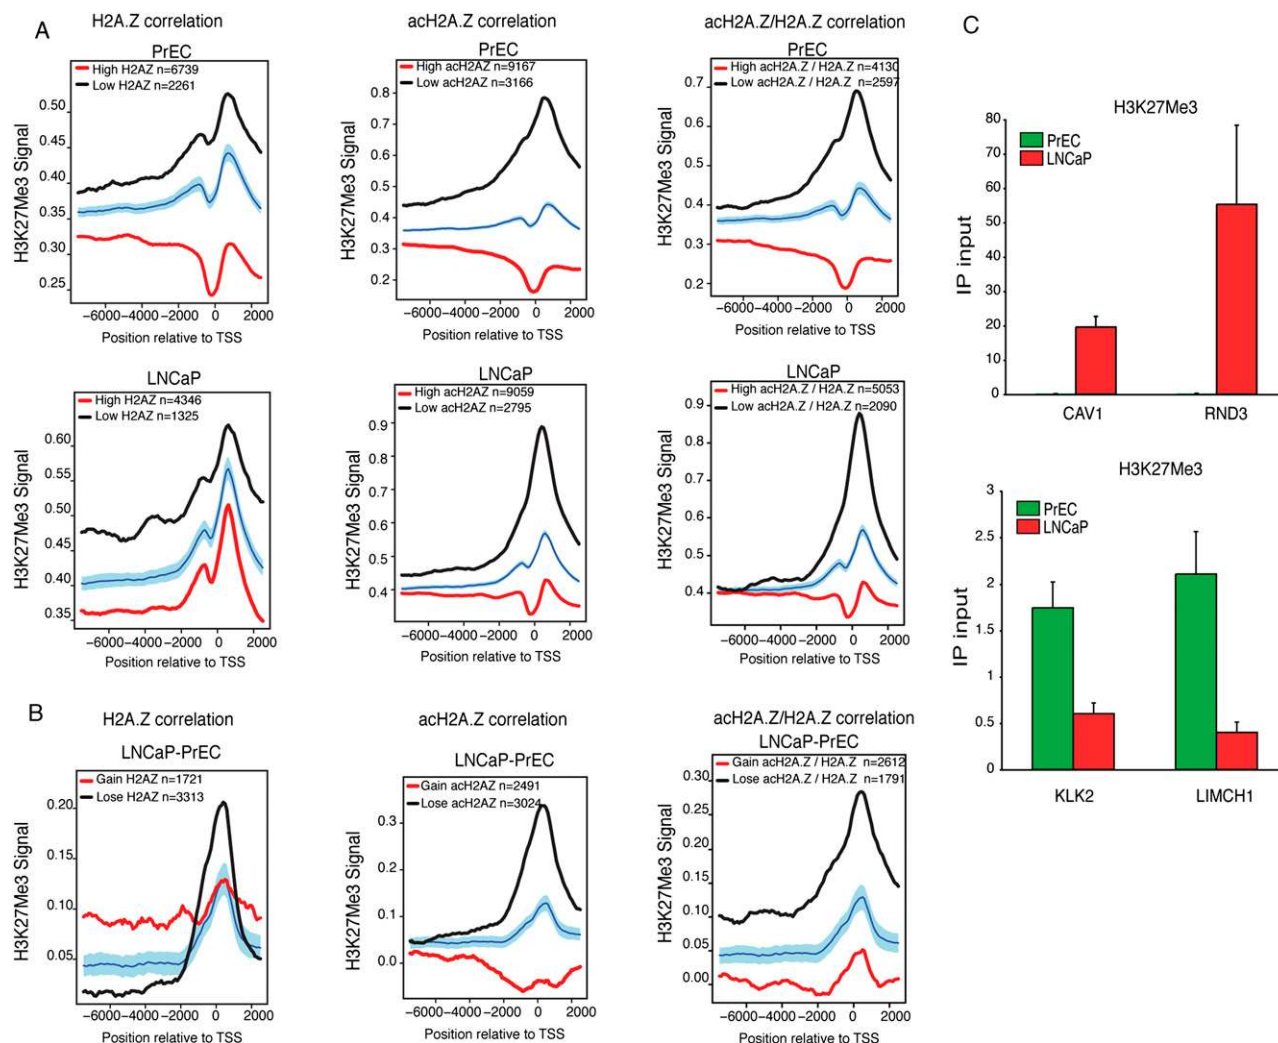 A
H2A.Z correlation
PrEC
High H2AZ n=6739
Low H2AZ n=2261
H3K27Me3 Signal
0.50
0.45
0.40
0.35
0.30
0.25
−6000 −4000 −2000 0 2000
Position relative to TSS
acH2A.Z correlation
PrEC
High acH2AZ n=9167
Low acH2AZ n=3166
H3K27Me3 Signal
0.8
0.7
0.6
0.5
0.4
0.3
0.2
−6000 −4000 −2000 0 2000
Position relative to TSS
acH2A.Z/H2A.Z correlation
PrEC
High acH2A.Z / H2A.Z n=4130
Low acH2A.Z / H2A.Z n=2597
H3K27Me3 Signal
0.7
0.6
0.5
0.4
0.3
0.2
−6000 −4000 −2000 0 2000
Position relative to TSS
LNCaP
High H2AZ n=4346
Low H2AZ n=1325
H3K27Me3 Signal
0.60
0.55
0.50
0.45
0.40
0.35
−6000 −4000 −2000 0 2000
Position relative to TSS
LNCaP
High acH2AZ n=9059
Low acH2AZ n=2795
H3K27Me3 Signal
0.9
0.8
0.7
0.6
0.5
0.4
−6000 −4000 −2000 0 2000
Position relative to TSS
LNCaP
High acH2A.Z / H2A.Z n=5053
Low acH2A.Z / H2A.Z n=2090
H3K27Me3 Signal
0.9
0.8
0.7
0.6
0.5
0.4
−6000 −4000 −2000 0 2000
Position relative to TSS
B
H2A.Z correlation
LNCaP-PrEC
Gain H2AZ n=1721
Lose H2AZ n=3313
H3K27Me3 Signal
0.20
0.15
0.10
0.05
−6000 −4000 −2000 0 2000
Position relative to TSS
acH2A.Z correlation
LNCaP-PrEC
Gain acH2AZ n=2491
Lose acH2AZ n=3024
H3K27Me3 Signal
0.3
0.2
0.1
0.0
−6000 −4000 −2000 0 2000
Position relative to TSS
acH2A.Z/H2A.Z correlation
LNCaP-PrEC
Gain acH2A.Z / H2A.Z n=2612
Lose acH2A.Z / H2A.Z n=1791
H3K27Me3 Signal
0.30
0.25
0.20
0.15
0.10
0.05
0.00
−6000 −4000 −2000 0 2000
Position relative to TSS
C
H3K27Me3
PrEC
LNCaP
IP input
80
70
60
50
40
30
20
10
0
CAV1 RND3
H3K27Me3
PrEC
LNCaP
IP input
3
2.5
2
1.5
1
0.5
0
KLK2 LIMCH1